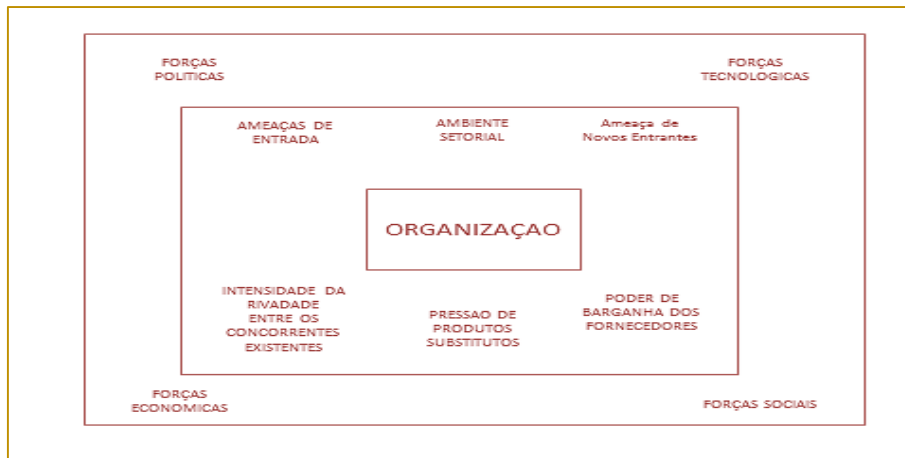 FORÇAS
POLITICAS
FORÇAS
TECNOLOGICAS
AMEAÇAS DE
ENTRADA
AMBIENTE
SETORIAL
Ameaça de
Novos Entrantes
ORGANIZAÇAO
INTENSIDADE DA
RIVADADE
ENTRE OS
CONCORRENTES
EXISTENTES
PRESSAO DE
PRODUTOS
SUBSTITUTOS
PODER DE
BARGANHA DOS
FORNECEDORES
FORÇAS
ECONOMICAS
FORÇAS SOCIAIS